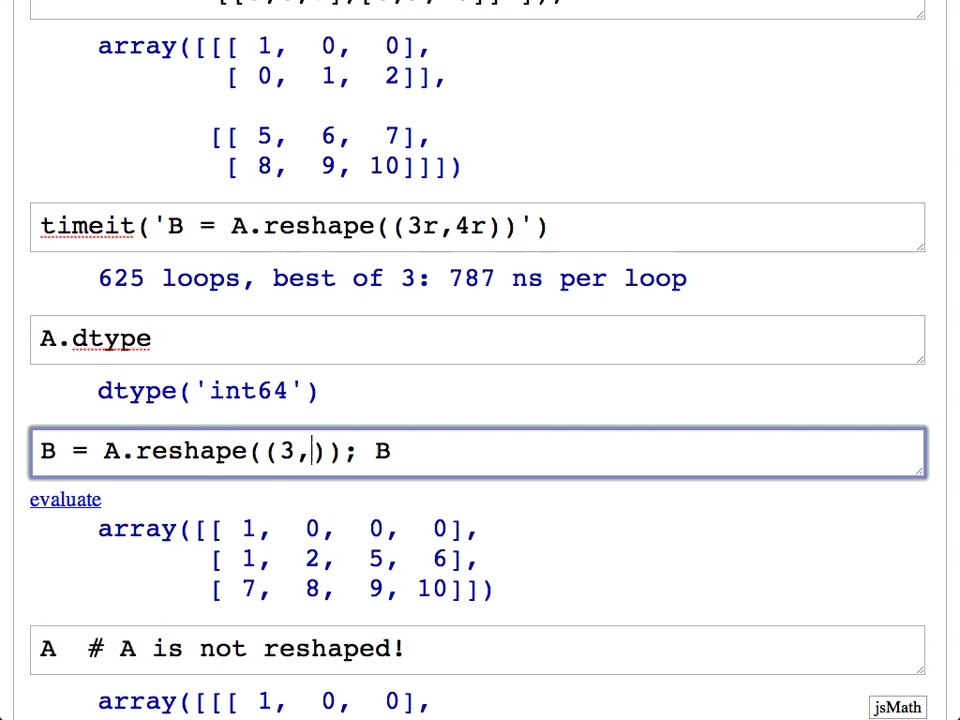 array([[[ 1, 0, 0],
[ 0, 1, 2]],
[[ 5, 6, 7],
[ 8, 9, 10]]])
timeit('B = A.reshape((3r,4r))')
625 loops, best of 3: 787 ns per loop
A.dtype
dtype('int64')
B = A.reshape((3,)); B
evaluate
array([[ 1, 0, 0, 0],
[ 1, 2, 5, 6],
[ 7, 8, 9, 10]])
A # A is not reshaped!
array([[[ 1, 0, 0],
jsMath